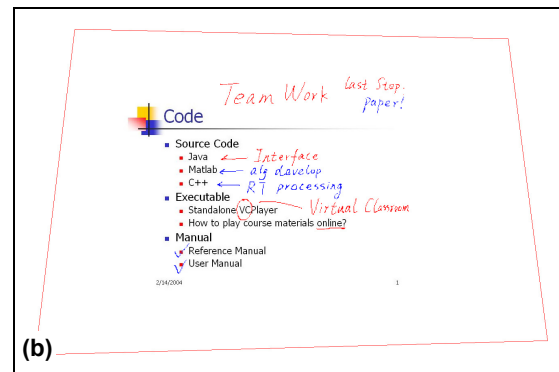 Team Work Last Stop.
paper!
Code
Source Code
Java ← Interface
Matlab ← alg develop
C++ ← RT processing
Executable
Standalone VCPlayer Virtual Classroom
How to play course materials online?
Manual
Reference Manual
User Manual
2/14/2004 1
(b)